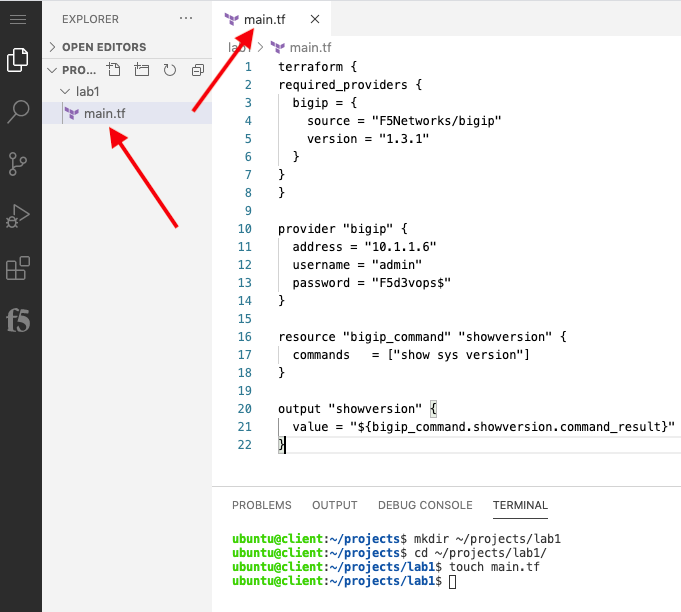 EXPLORER ...
OPEN EDITORS
PRO...
lab1
main.tf
main.tf
lab1 > main.tf
1 terraform {
2 required_providers {
3 bigip = {
4 source = "F5Networks/bigip"
5 version = "1.3.1"
6 }
7 }
8 }
9
10 provider "bigip" {
11 address = "10.1.1.6"
12 username = "admin"
13 password = "F5d3vops$"
14 }
15
16 resource "bigip_command" "showversion" {
17 commands   = ["show sys version"]
18 }
19
20 output "showversion" {
21 value = "${bigip_command.showversion.command_result}"
22 }
f5
PROBLEMS OUTPUT DEBUG CONSOLE TERMINAL
ubuntu@client:~/projects$ mkdir ~/projects/lab1
ubuntu@client:~/projects$ cd ~/projects/lab1/
ubuntu@client:~/projects/lab1$ touch main.tf
ubuntu@client:~/projects/lab1$